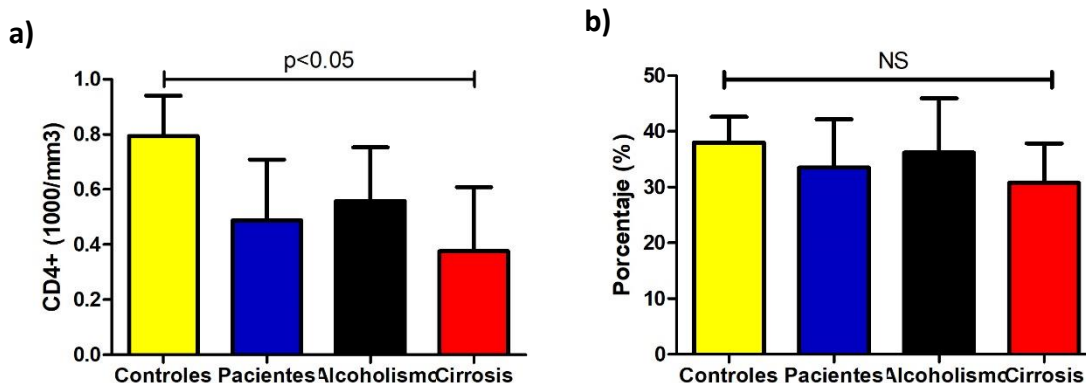 a)
p<0.05
CD4+ (1000/mm3)
1.0
0.8
0.6
0.4
0.2
0.0
Controles Pacientes Alcoholismo Cirrosis
b)
NS
Porcentaje (%)
50
40
30
20
10
0
Controles Pacientes Alcoholismo Cirrosis